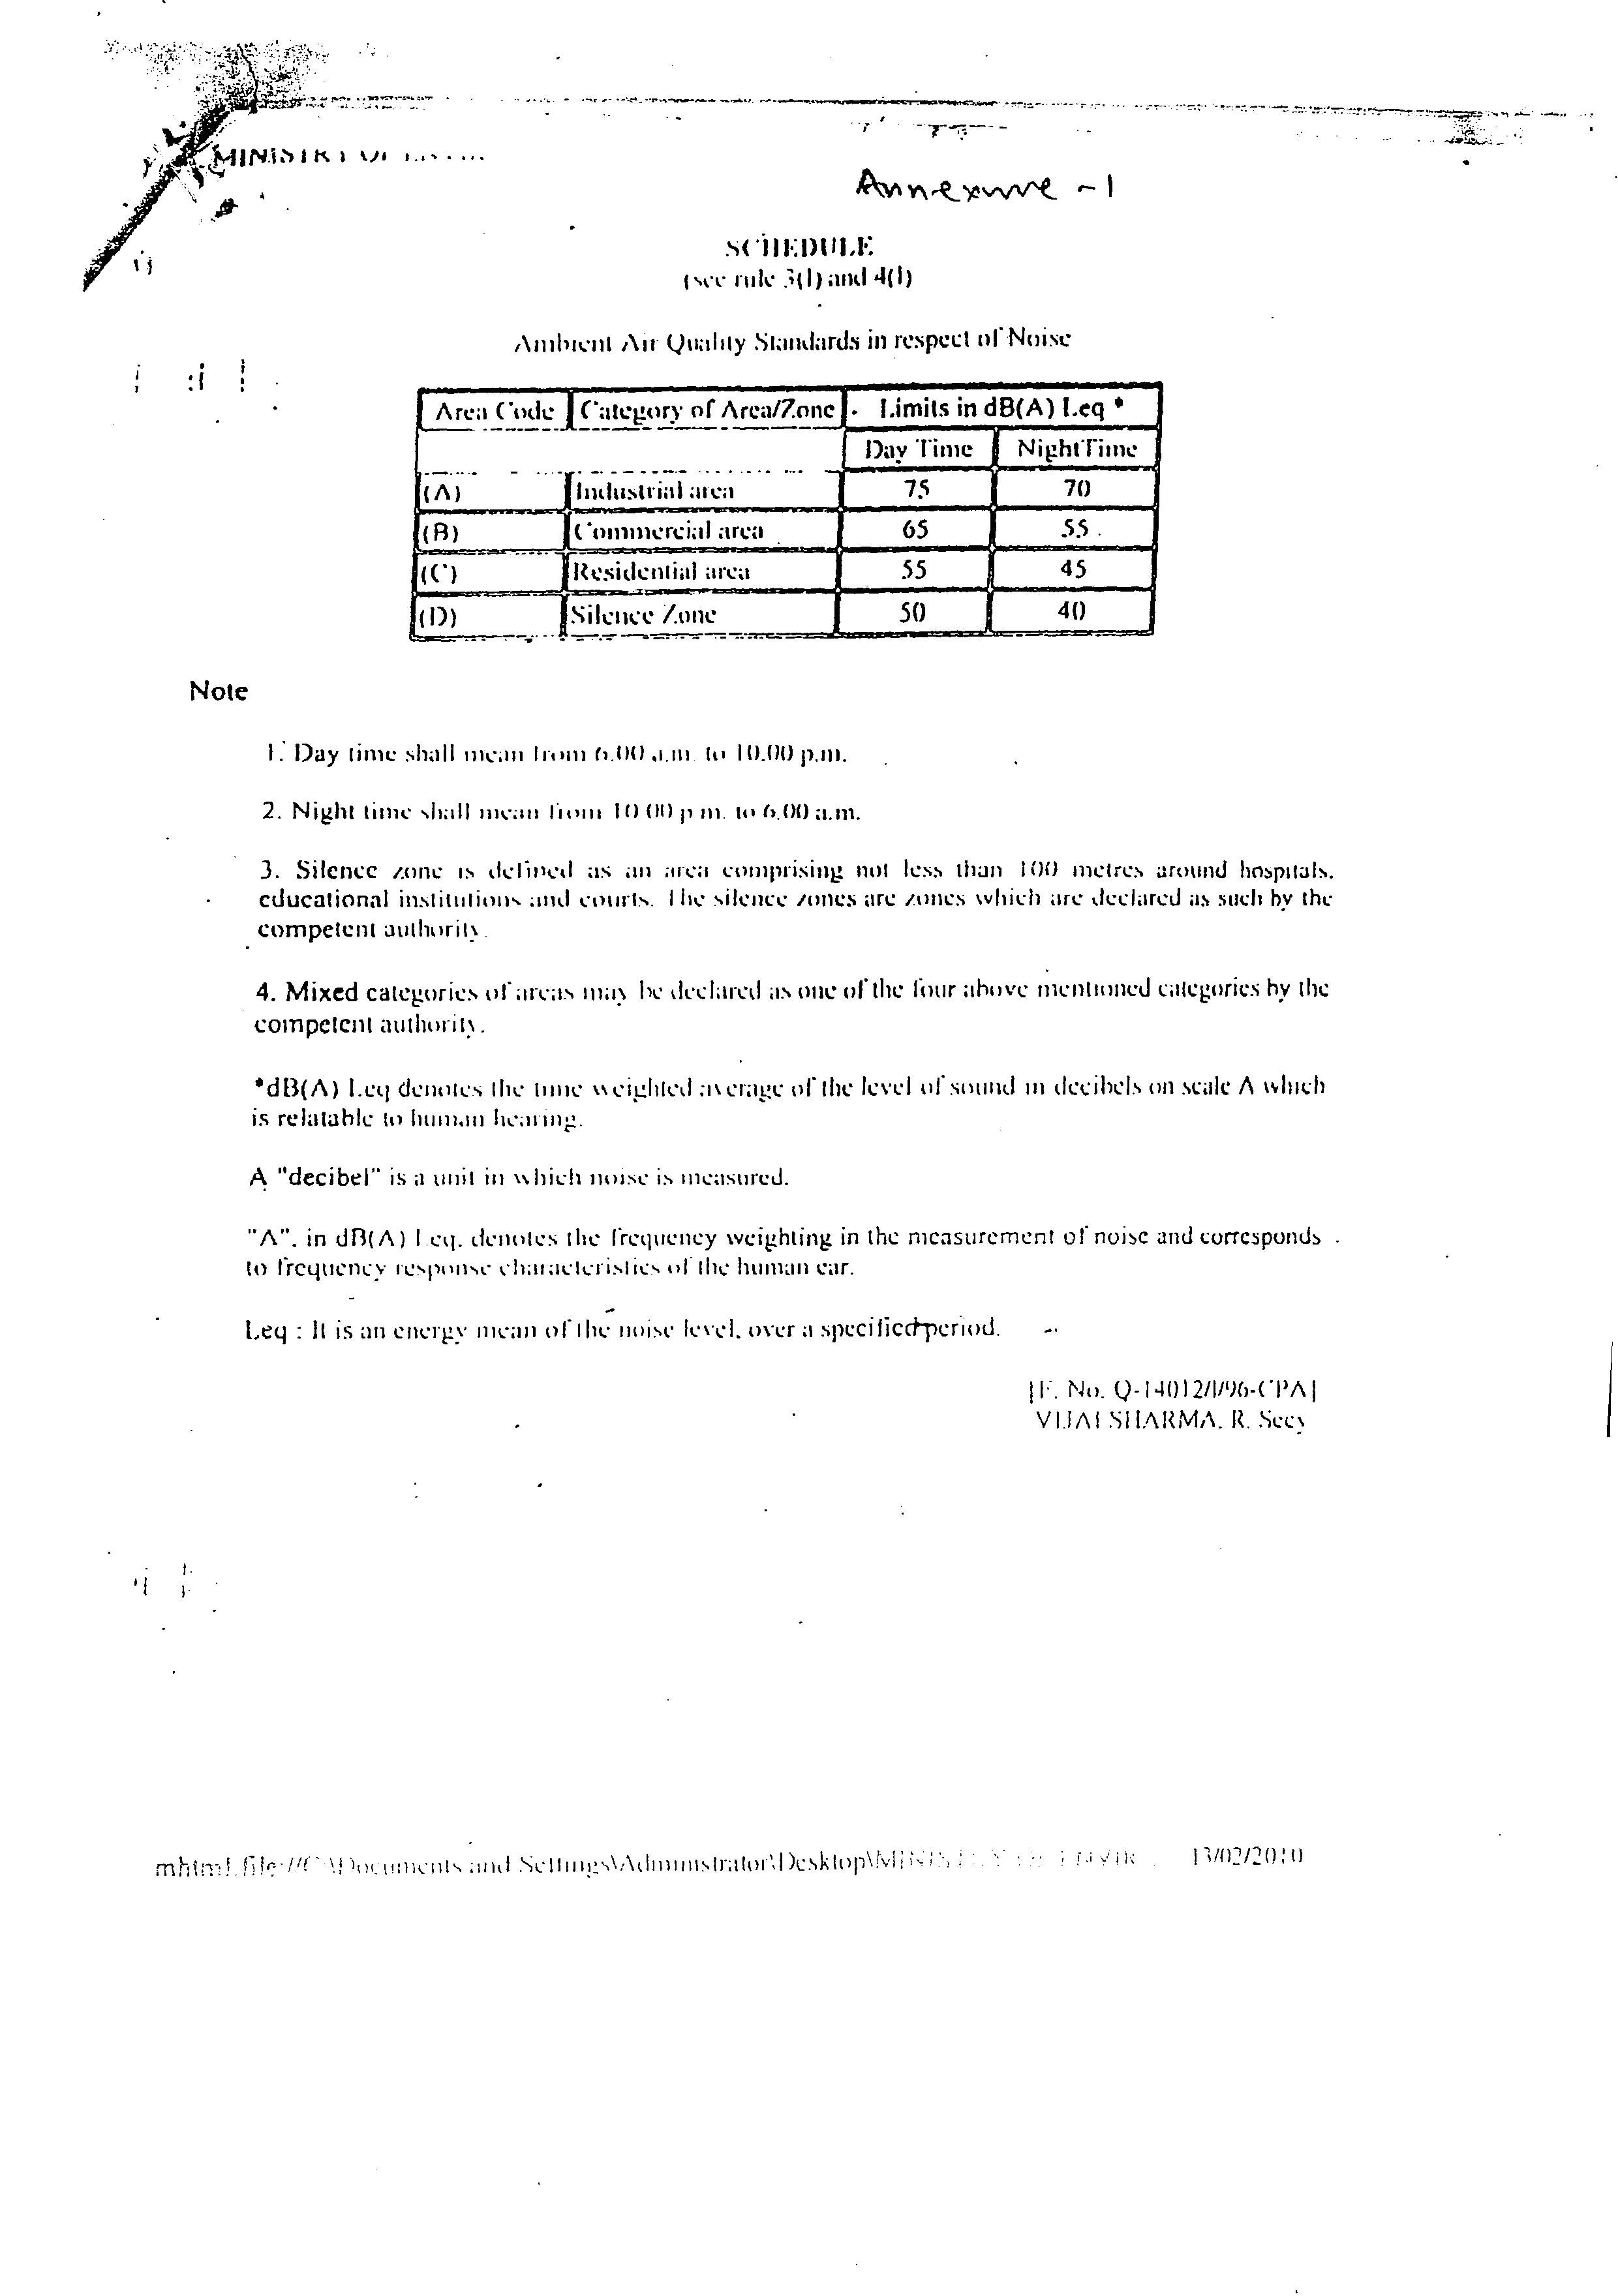 MINISTRY OF
Annexure - 1
SCHEDULE
(see rule 3(1) and 4(1)
Ambient Air Quality Standards in respect of Noise
Area Code Category of Area/Zone Limits in dB(A) Leq *
Day Time Night Time
(A) Industrial area 75 70
(B) Commercial area 65 55
(C) Residential area 55 45
(D) Silence Zone 50 40
Note
1. Day time shall mean from 6.00 a.m. to 10.00 p.m.
2. Night time shall mean from 10.00 p.m. to 6.00 a.m.
3. Silence zone is defined as an area comprising not less than 100 metres around hospitals,
educational institutions and courts. The silence zones are zones which are declared as such by the
competent authority.
4. Mixed categories of areas may be declared as one of the four above mentioned categories by the
competent authority.
*dB(A) Leq denotes the time weighted average of the level of sound in decibels on scale A which
is relatable to human hearing.
A "decibel" is a unit in which noise is measured.
"A", in dB(A) Leq, denotes the frequency weighting in the measurement of noise and corresponds
to frequency response characteristics of the human ear.
Leq : It is an energy mean of the noise level, over a specified period.
[F. No. Q-14012/1/96-CPA]
VIJAI SHARMA, R. Secy
mhtml:file://C:\Documents and Settings\Administrator\Desktop\MINISTRY OF ENVIR 13/02/2010